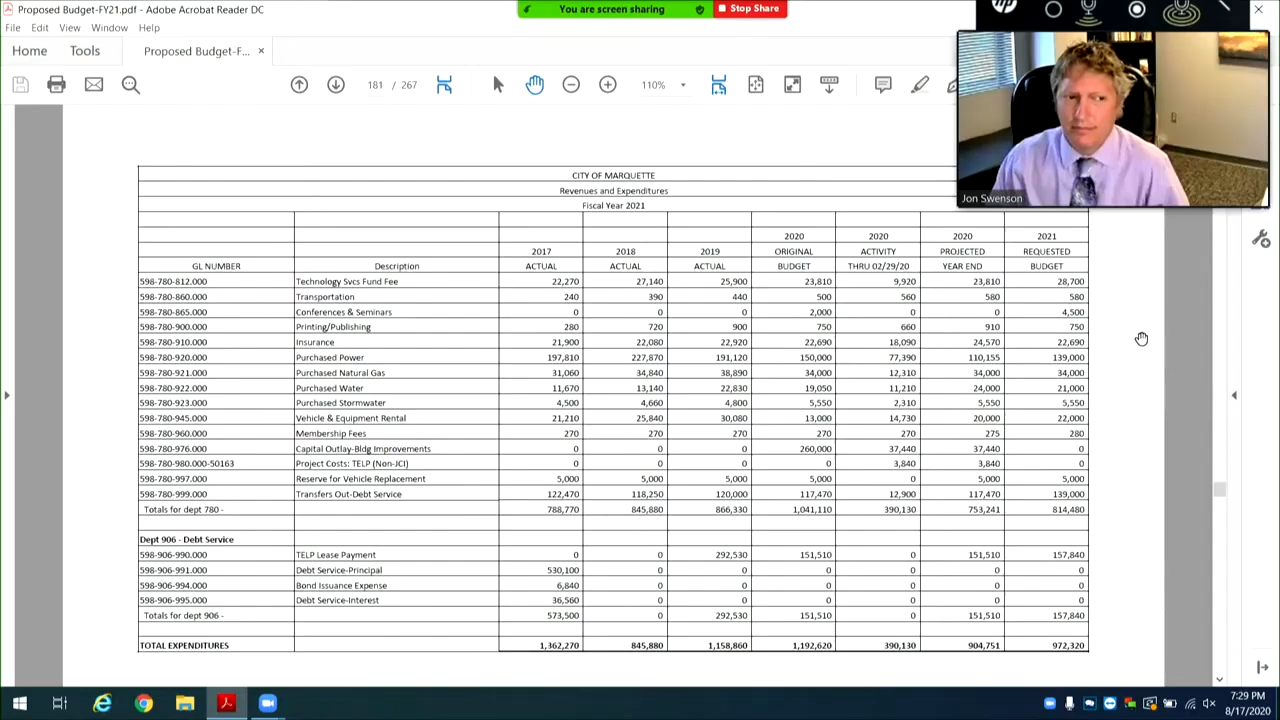 Proposed Budget-FY21.pdf - Adobe Acrobat Reader DC
You are screen sharing Stop Share
File Edit View Window Help
Home Tools Proposed Budget-F... ×
181 / 267 110%
CITY OF MARQUETTE
Revenues and Expenditures
Fiscal Year 2021
Jon Swenson
2020 2020 2020 2021
2017 2018 2019 ORIGINAL ACTIVITY PROJECTED REQUESTED
GL NUMBER Description ACTUAL ACTUAL ACTUAL BUDGET THRU 02/29/20 YEAR END BUDGET
598-780-812.000 Technology Svcs Fund Fee 22,270 27,140 25,900 23,810 9,920 23,810 28,700
598-780-860.000 Transportation 240 390 440 500 560 580 580
598-780-865.000 Conferences & Seminars 0 0 0 2,000 0 0 4,500
598-780-900.000 Printing/Publishing 280 720 900 750 660 910 750
598-780-910.000 Insurance 21,900 22,080 22,920 22,690 18,090 24,570 22,690
598-780-920.000 Purchased Power 197,810 227,870 191,120 150,000 77,390 110,155 139,000
598-780-921.000 Purchased Natural Gas 31,060 34,840 38,890 34,000 12,310 34,000 34,000
598-780-922.000 Purchased Water 11,670 13,140 22,830 19,050 11,210 24,000 21,000
598-780-923.000 Purchased Stormwater 4,500 4,660 4,800 5,550 2,310 5,550 5,550
598-780-945.000 Vehicle & Equipment Rental 21,210 25,840 30,080 13,000 14,730 20,000 22,000
598-780-960.000 Membership Fees 270 270 270 270 270 275 280
598-780-976.000 Capital Outlay-Bldg Improvements 0 0 0 260,000 37,440 37,440 0
598-780-980.000-50163 Project Costs: TELP (Non-JCI) 0 0 0 0 3,840 3,840 0
598-780-997.000 Reserve for Vehicle Replacement 5,000 5,000 5,000 5,000 0 5,000 5,000
598-780-999.000 Transfers Out-Debt Service 122,470 118,250 120,000 117,470 12,900 117,470 139,000
Totals for dept 780 - 788,770 845,880 866,330 1,041,110 390,130 753,241 814,480
Dept 906 - Debt Service
598-906-990.000 TELP Lease Payment 0 0 292,530 151,510 0 151,510 157,840
598-906-991.000 Debt Service-Principal 530,100 0 0 0 0 0 0
598-906-994.000 Bond Issuance Expense 6,840 0 0 0 0 0 0
598-906-995.000 Debt Service-Interest 36,560 0 0 0 0 0 0
Totals for dept 906 - 573,500 0 292,530 151,510 0 151,510 157,840
TOTAL EXPENDITURES 1,362,270 845,880 1,158,860 1,192,620 390,130 904,751 972,320
7:29 PM
8/17/2020